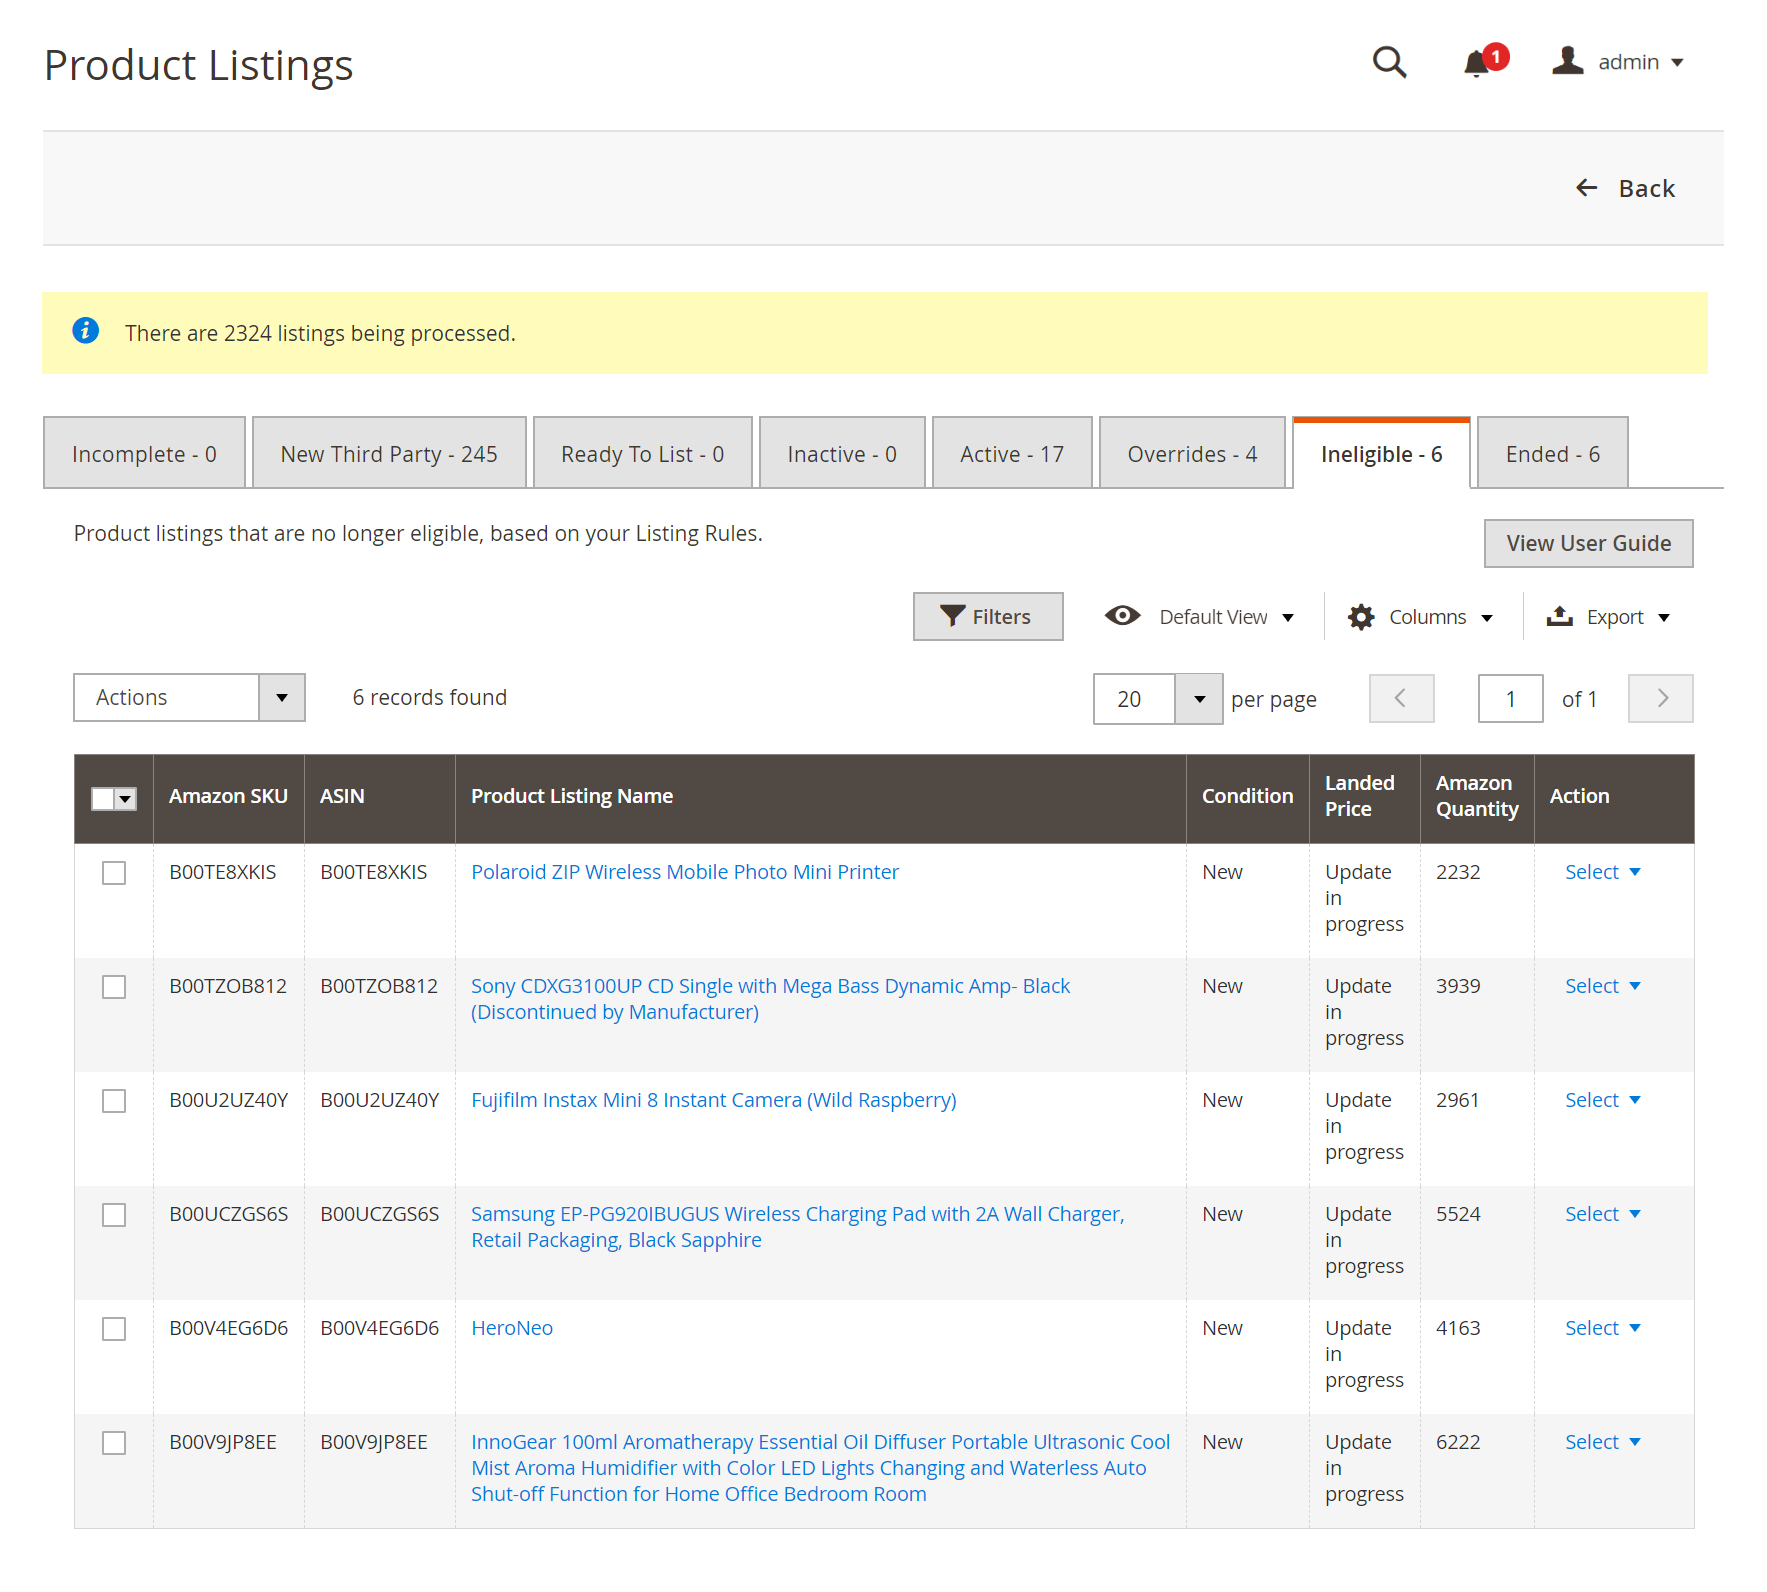 Product Listings
1
admin
Back
There are 2324 listings being processed.
Incomplete - 0
New Third Party - 245
Ready To List - 0
Inactive - 0
Active - 17
Overrides - 4
Ineligible - 6
Ended - 6
Product listings that are no longer eligible, based on your Listing Rules.
View User Guide
Filters
Default View
Columns
Export
Actions
6 records found
20
per page
1
of 1
Amazon SKU
ASIN
Product Listing Name
Condition
Landed
Price
Amazon
Quantity
Action
B00TE8XKIS
B00TE8XKIS
Polaroid ZIP Wireless Mobile Photo Mini Printer
New
Update
in
progress
2232
Select
B00TZOB812
B00TZOB812
Sony CDXG3100UP CD Single with Mega Bass Dynamic Amp- Black
(Discontinued by Manufacturer)
New
Update
in
progress
3939
Select
B00U2UZ40Y
B00U2UZ40Y
Fujifilm Instax Mini 8 Instant Camera (Wild Raspberry)
New
Update
in
progress
2961
Select
B00UCZGS6S
B00UCZGS6S
Samsung EP-PG920IBUGUS Wireless Charging Pad with 2A Wall Charger,
Retail Packaging, Black Sapphire
New
Update
in
progress
5524
Select
B00V4EG6D6
B00V4EG6D6
HeroNeo
New
Update
in
progress
4163
Select
B00V9JP8EE
B00V9JP8EE
InnoGear 100ml Aromatherapy Essential Oil Diffuser Portable Ultrasonic Cool
Mist Aroma Humidifier with Color LED Lights Changing and Waterless Auto
Shut-off Function for Home Office Bedroom Room
New
Update
in
progress
6222
Select